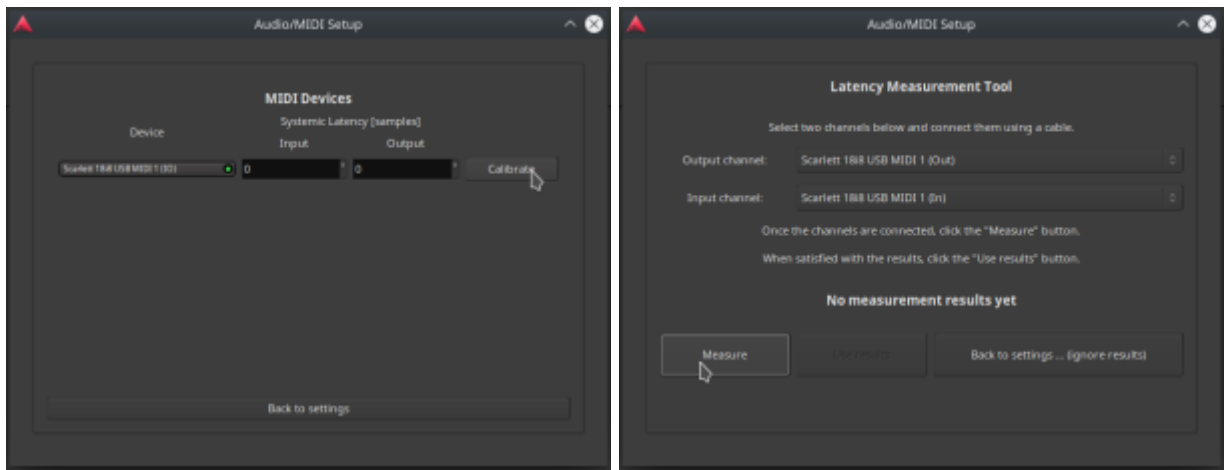 Audio/MIDI Setup
MIDI Devices
Systemic Latency [samples]
Device
Input Output
Scarlett 18i8 USB MIDI 1 (IO) 0 0 Calibrate
Back to settings
Audio/MIDI Setup
Latency Measurement Tool
Select two channels below and connect them using a cable.
Output channel: Scarlett 18i8 USB MIDI 1 (Out)
Input channel: Scarlett 18i8 USB MIDI 1 (In)
Once the channels are connected, click the "Measure" button.
When satisfied with the results, click the "Use results" button.
No measurement results yet
Measure Use results Back to settings ... (ignore results)